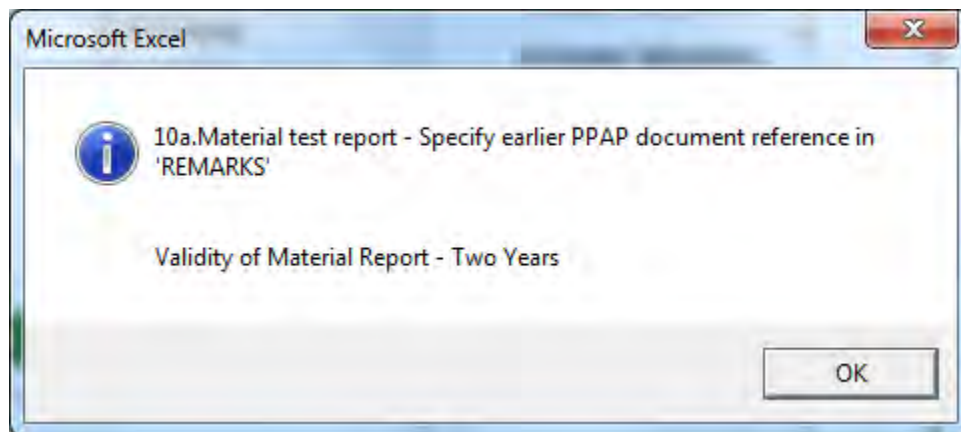 Microsoft Excel
10a.Material test report - Specify earlier PPAP document reference in
'REMARKS'
Validity of Material Report - Two Years
OK